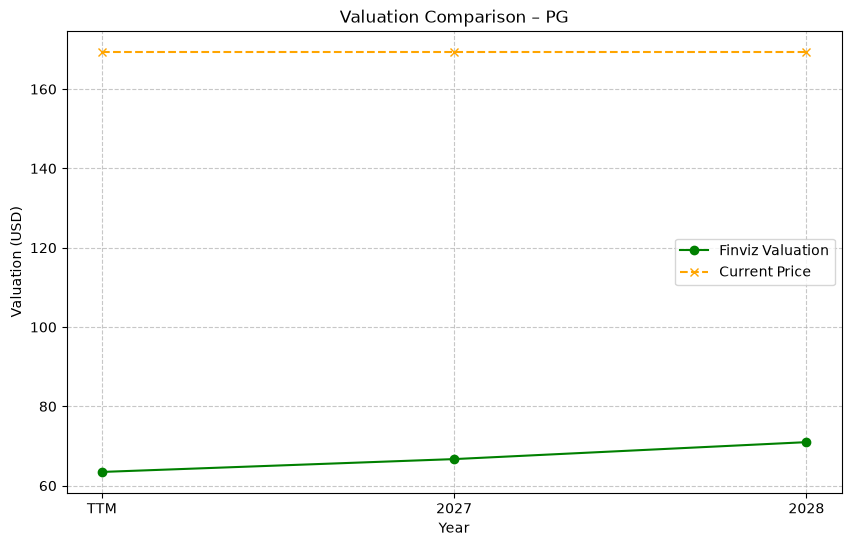 Valuation Comparison – PG
Valuation (USD)
160
140
120
100
80
60
Finviz Valuation
Current Price
TTM
2027
2028
Year